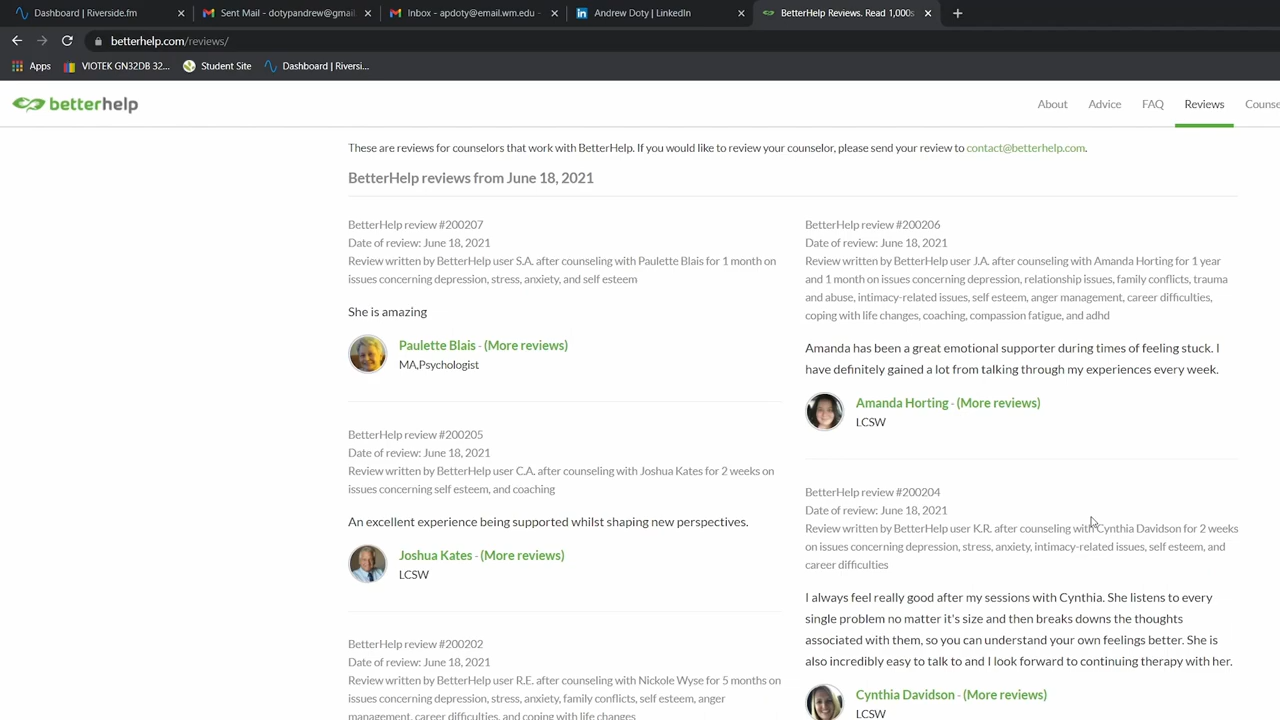 Dashboard | Riverside.fm
Sent Mail - dotypandrew@gmail.
Inbox - apdoty@email.wm.edu -
Andrew Doty | LinkedIn
BetterHelp Reviews. Read 1,000s
betterhelp.com/reviews/
Apps
VIOTEK GN32DB 32...
Student Site
Dashboard | Riversi...
betterhelp
About
Advice
FAQ
Reviews
Counse
These are reviews for counselors that work with BetterHelp. If you would like to review your counselor, please send your review to contact@betterhelp.com.
BetterHelp reviews from June 18, 2021
BetterHelp review #200207
Date of review: June 18, 2021
Review written by BetterHelp user S.A. after counseling with Paulette Blais for 1 month on
issues concerning depression, stress, anxiety, and self esteem
She is amazing
Paulette Blais - (More reviews)
MA,Psychologist
BetterHelp review #200205
Date of review: June 18, 2021
Review written by BetterHelp user C.A. after counseling with Joshua Kates for 2 weeks on
issues concerning self esteem, and coaching
An excellent experience being supported whilst shaping new perspectives.
Joshua Kates - (More reviews)
LCSW
BetterHelp review #200202
Date of review: June 18, 2021
Review written by BetterHelp user R.E. after counseling with Nickole Wyse for 5 months on
issues concerning depression, stress, anxiety, family conflicts, self esteem, anger
management, career difficulties, and coping with life changes
BetterHelp review #200206
Date of review: June 18, 2021
Review written by BetterHelp user J.A. after counseling with Amanda Horting for 1 year
and 1 month on issues concerning depression, relationship issues, family conflicts, trauma
and abuse, intimacy-related issues, self esteem, anger management, career difficulties,
coping with life changes, coaching, compassion fatigue, and adhd
Amanda has been a great emotional supporter during times of feeling stuck. I
have definitely gained a lot from talking through my experiences every week.
Amanda Horting - (More reviews)
LCSW
BetterHelp review #200204
Date of review: June 18, 2021
Review written by BetterHelp user K.R. after counseling with Cynthia Davidson for 2 weeks
on issues concerning depression, stress, anxiety, intimacy-related issues, self esteem, and
career difficulties
I always feel really good after my sessions with Cynthia. She listens to every
single problem no matter it's size and then breaks downs the thoughts
associated with them, so you can understand your own feelings better. She is
also incredibly easy to talk to and I look forward to continuing therapy with her.
Cynthia Davidson - (More reviews)
LCSW